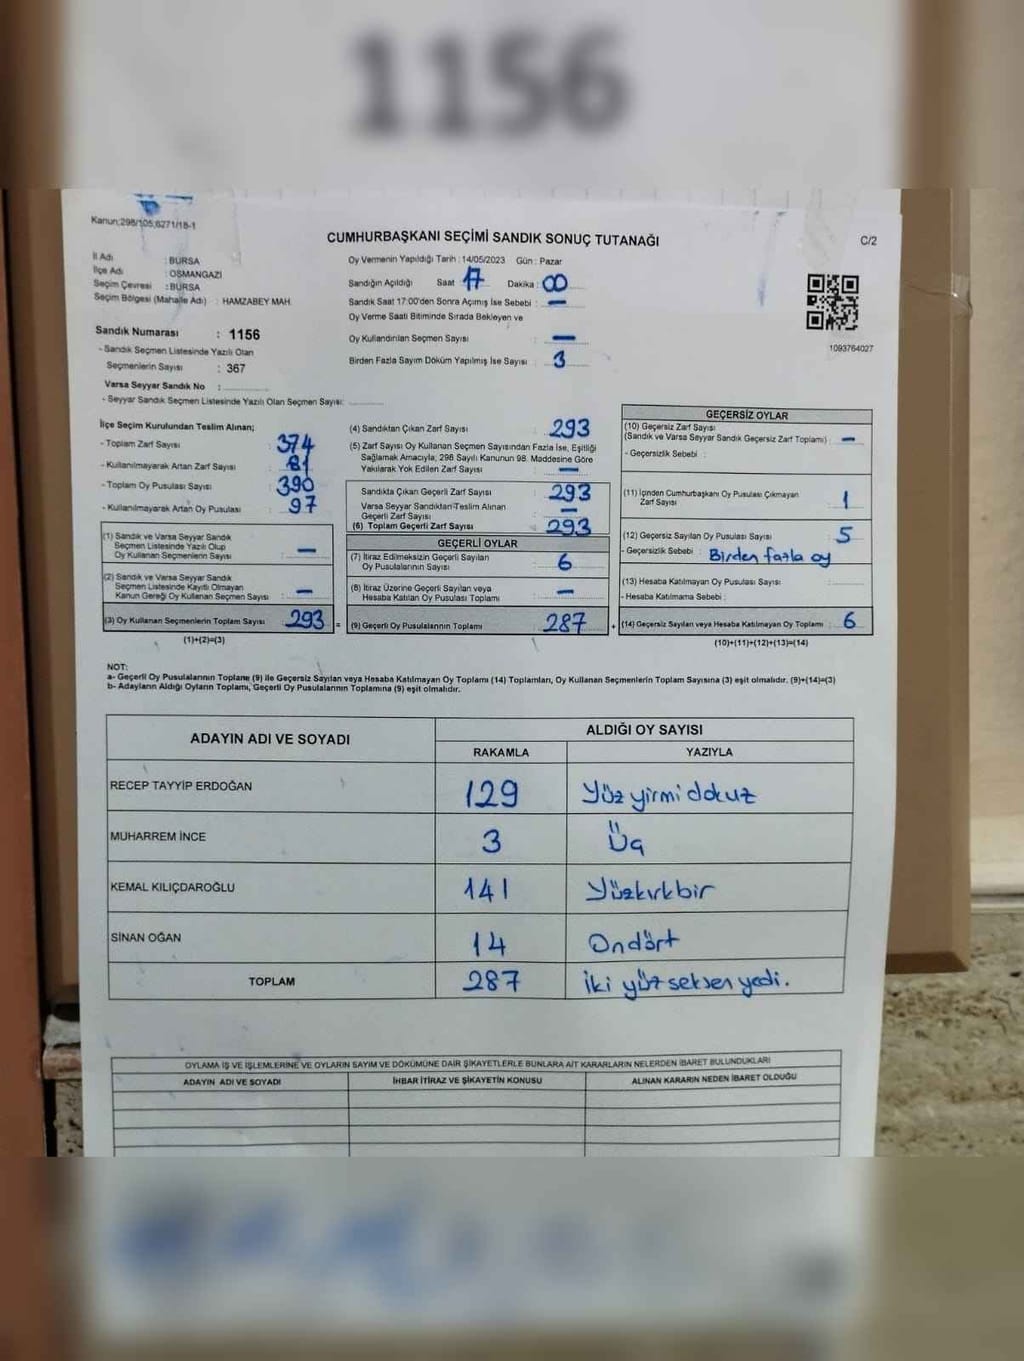 1156
Kanun:298/105;6271/18-1
CUMHURBAŞKANI SEÇİMİ SANDIK SONUÇ TUTANAĞI
C/2
İl Adı : BURSA
İlçe Adı : OSMANGAZI
Seçim Çevresi : BURSA
Seçim Bölgesi (Mahalle Adı) : HAMZABEY MAH.
Sandık Numarası : 1156
- Sandık Seçmen Listesinde Yazılı Olan
Seçmenlerin Sayısı : 367
Varsa Seyyar Sandık No :
- Seyyar Sandık Seçmen Listesinde Yazılı Olan Seçmen Sayısı:
Oy Vermenin Yapıldığı Tarih : 14/05/2023 Gün : Pazar
Sandığın Açıldığı Saat 17 Dakika : 00
Sandık Saat 17:00'den Sonra Açımış İse Sebebi : —
Oy Verme Saati Bitiminde Sırada Bekleyen ve
Oy Kullandırılan Seçmen Sayısı : —
Birden Fazla Sayım Döküm Yapılmış İse Sayısı : 3
1093764027
İlçe Seçim Kurulundan Teslim Alınan;
- Toplam Zarf Sayısı : 374
- Kullanılmayarak Artan Zarf Sayısı : 81
- Toplam Oy Pusulası Sayısı : 390
- Kullanılmayarak Artan Oy Pusulası : 97
(1) Sandık ve Varsa Seyyar Sandık
Seçmen Listesinde Yazılı Olup
Oy Kullanan Seçmenlerin Sayısı : —
(2) Sandık ve Varsa Seyyar Sandık
Seçmen Listesinde Kayıtlı Olmayan
Kanun Gereği Oy Kullanan Seçmen Sayısı : —
(3) Oy Kullanan Seçmenlerin Toplam Sayısı : 293 =
(1)+(2)=(3)
(4) Sandıktan Çıkan Zarf Sayısı : 293
(5) Zarf Sayısı Oy Kullanan Seçmen Sayısından Fazla İse, Eşitliği
Sağlamak Amacıyla, 298 Sayılı Kanunun 98. Maddesine Göre
Yakılarak Yok Edilen Zarf Sayısı : —
Sandıkta Çıkan Geçerli Zarf Sayısı : 293
Varsa Seyyar Sandıktan Teslim Alınan
Geçerli Zarf Sayısı : —
(6) Toplam Geçerli Zarf Sayısı : 293
GEÇERLİ OYLAR
(7) İtiraz Edilmeksizin Geçerli Sayılan
Oy Pusulalarının Sayısı : 6
(8) İtiraz Üzerine Geçerli Sayılan veya
Hesaba Katılan Oy Pusulası Toplamı : —
(9) Geçerli Oy Pusulalarının Toplamı : 287 +
GEÇERSİZ OYLAR
(10) Geçersiz Zarf Sayısı
(Sandık ve Varsa Seyyar Sandık Geçersiz Zarf Toplamı) : —
- Geçersizlik Sebebi :
(11) İçinden Cumhurbaşkanı Oy Pusulası Çıkmayan
Zarf Sayısı : 1
(12) Geçersiz Sayılan Oy Pusulası Sayısı : 5
- Geçersizlik Sebebi : Birden fazla oy
(13) Hesaba Katılmayan Oy Pusulası Sayısı :
- Hesaba Katılmama Sebebi :
(14) Geçersiz Sayılan veya Hesaba Katılmayan Oy Toplamı : 6
(10)+(11)+(12)+(13)=(14)
NOT:
a- Geçerli Oy Pusulalarının Toplamı (9) ile Geçersiz Sayılan veya Hesaba Katılmayan Oy Toplamı (14) Toplamları, Oy Kullanan Seçmenlerin Toplam Sayısına (3) eşit olmalıdır. (9)+(14)=(3)
b- Adayların Aldığı Oyların Toplamı, Geçerli Oy Pusulalarının Toplamına (9) eşit olmalıdır.
ADAYIN ADI VE SOYADI
ALDIĞI OY SAYISI
RAKAMLA YAZIYLA
RECEP TAYYİP ERDOĞAN 129 Yüz yirmi dokuz
MUHARREM İNCE 3 Üç
KEMAL KILIÇDAROĞLU 141 Yüzkırkbir
SİNAN OĞAN 14 Ondört
TOPLAM 287 iki yüz seksen yedi.
OYLAMA İŞ VE İŞLEMLERİNE VE OYLARIN SAYIM VE DÖKÜMÜNE DAİR ŞİKAYETLERLE BUNLARA AİT KARARLARIN NELERDEN İBARET BULUNDUKLARI
ADAYIN ADI VE SOYADI İHBAR İTİRAZ VE ŞİKAYETİN KONUSU ALINAN KARARIN NEDEN İBARET OLDUĞU